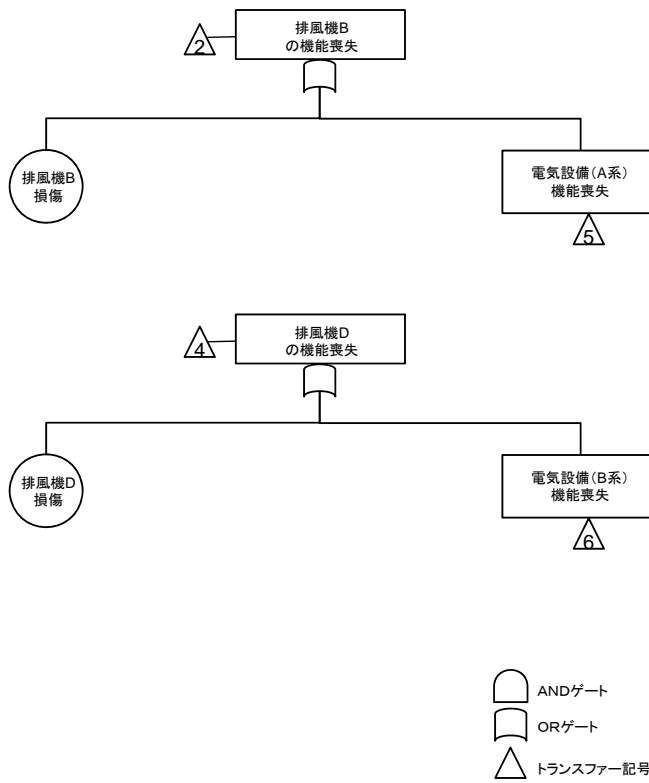 2
排風機B
の機能喪失
排風機B
損傷
電気設備(A系)
機能喪失
5
4
排風機D
の機能喪失
排風機D
損傷
電気設備(B系)
機能喪失
6
ANDゲート
ORゲート
トランスファー記号